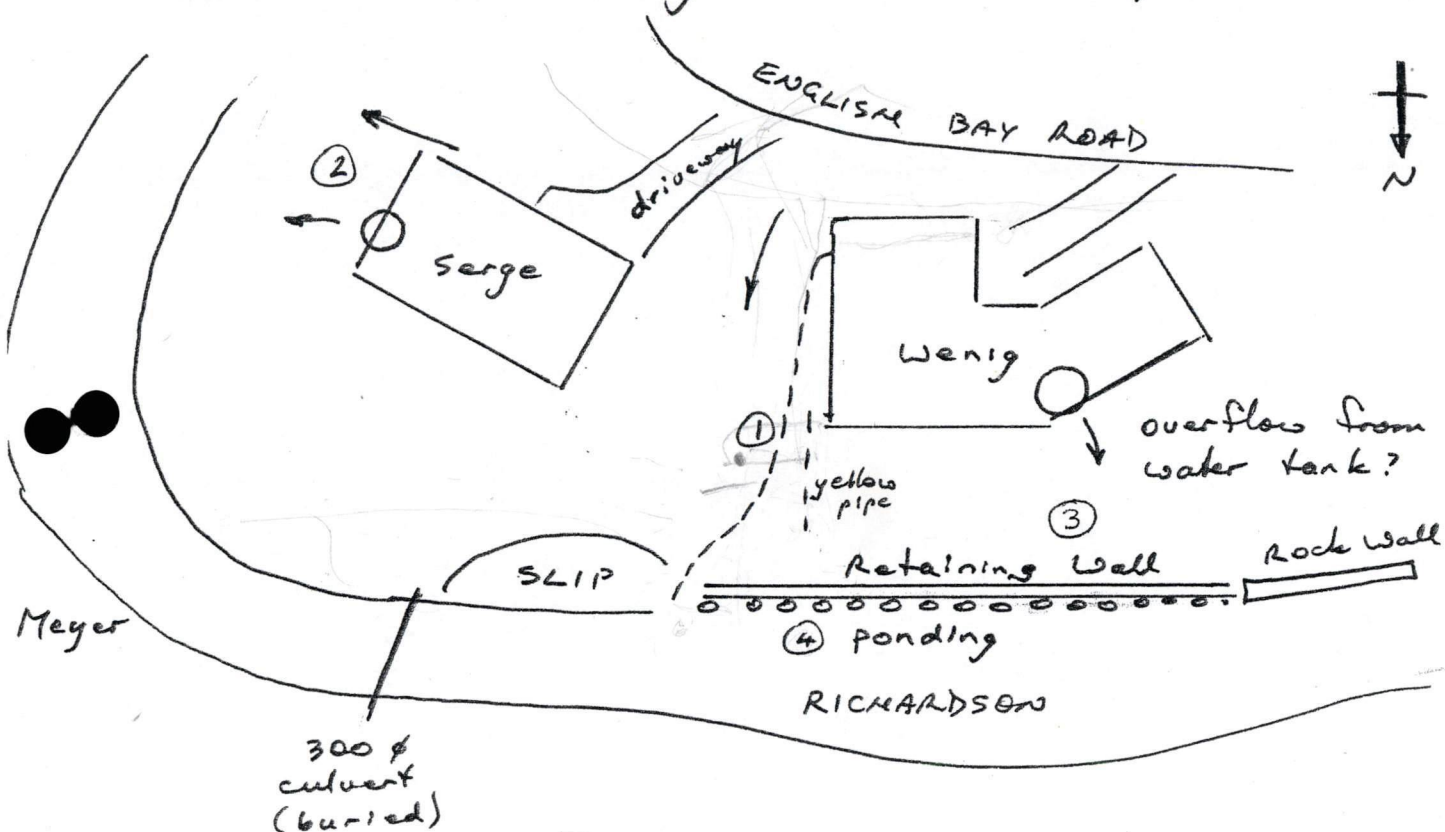 ENGLISH BAY ROAD
N
②
driveway
Serge
Wenig
①
overflow from
water tank?
yellow
pipe
③
SLIP
Retaining Wall
Rock Wall
Meyer
④ ponding
RICHARDSON
300 ø
culvert
(buried)